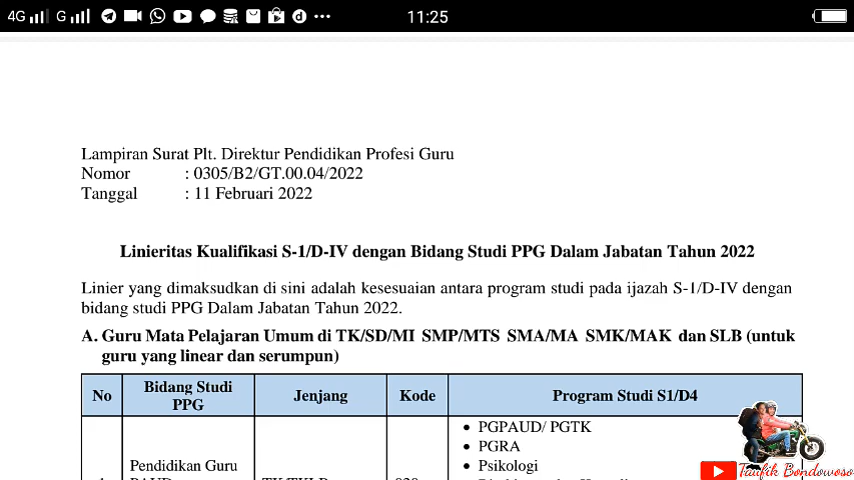 4G G 11:25
Lampiran Surat Plt. Direktur Pendidikan Profesi Guru
Nomor : 0305/B2/GT.00.04/2022
Tanggal : 11 Februari 2022
Linieritas Kualifikasi S-1/D-IV dengan Bidang Studi PPG Dalam Jabatan Tahun 2022
Linier yang dimaksudkan di sini adalah kesesuaian antara program studi pada ijazah S-1/D-IV dengan
bidang studi PPG Dalam Jabatan Tahun 2022.
A. Guru Mata Pelajaran Umum di TK/SD/MI SMP/MTS SMA/MA SMK/MAK dan SLB (untuk
guru yang linear dan serumpun)
No Bidang Studi PPG Jenjang Kode Program Studi S1/D4
• PGPAUD/ PGTK
• PGRA
Pendidikan Guru • Psikologi
Taufik Bondowoso